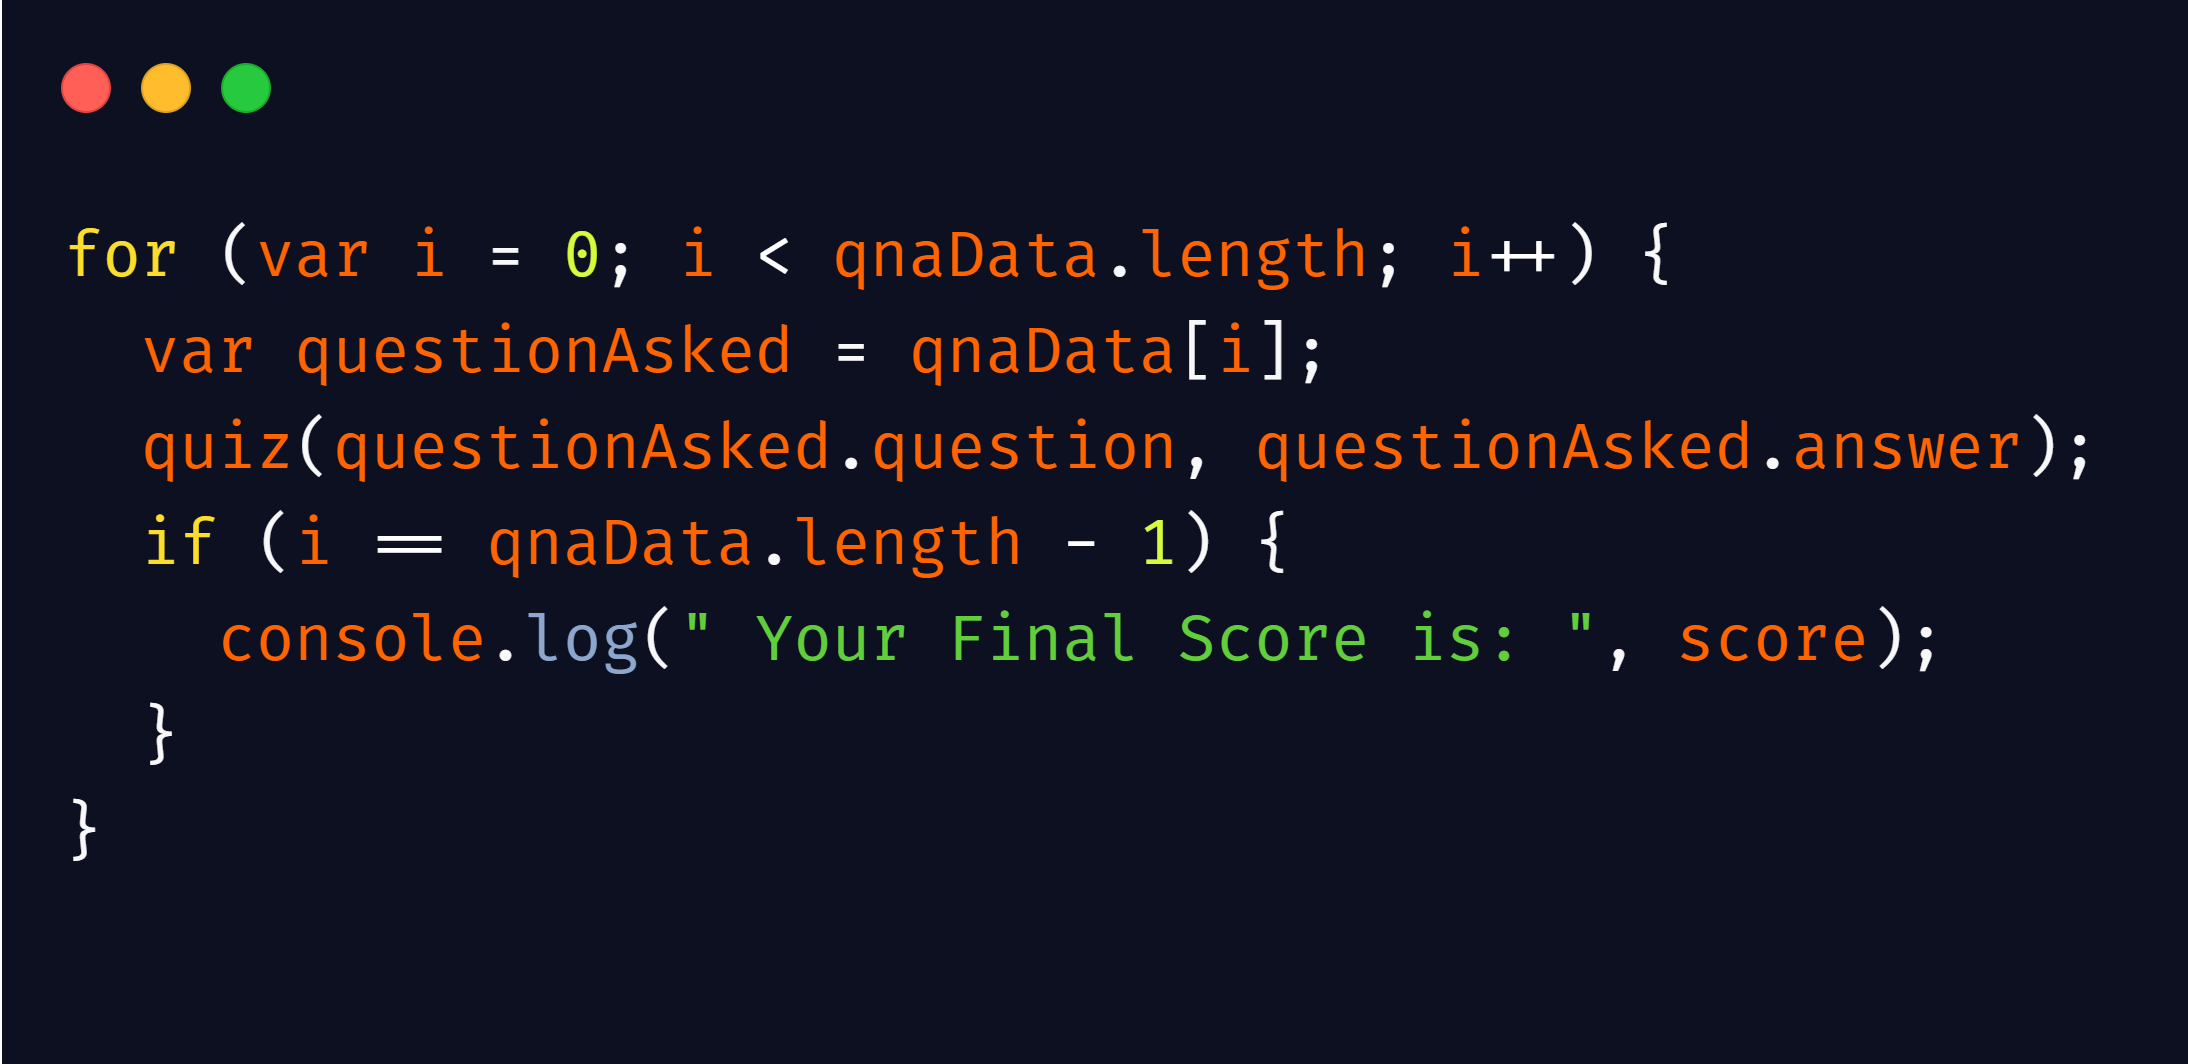 for (var i = 0; i < qnaData.length; i++) {
  var questionAsked = qnaData[i];
  quiz(questionAsked.question, questionAsked.answer);
  if (i == qnaData.length - 1) {
    console.log(" Your Final Score is: ", score);
  }
}